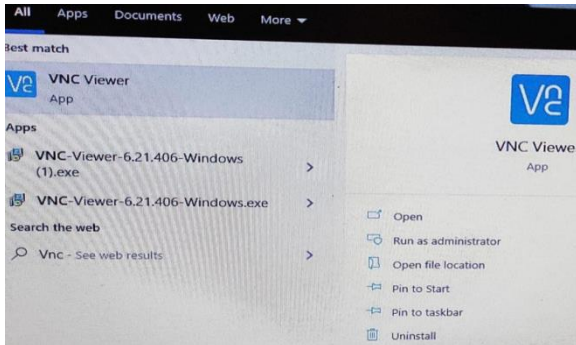 All Apps Documents Web More
Best match
VNC Viewer
App
Apps
VNC-Viewer-6.21.406-Windows
(1).exe
VNC-Viewer-6.21.406-Windows.exe
Search the web
Vnc - See web results
VNC Viewe
App
Open
Run as administrator
Open file location
Pin to Start
Pin to taskbar
Uninstall